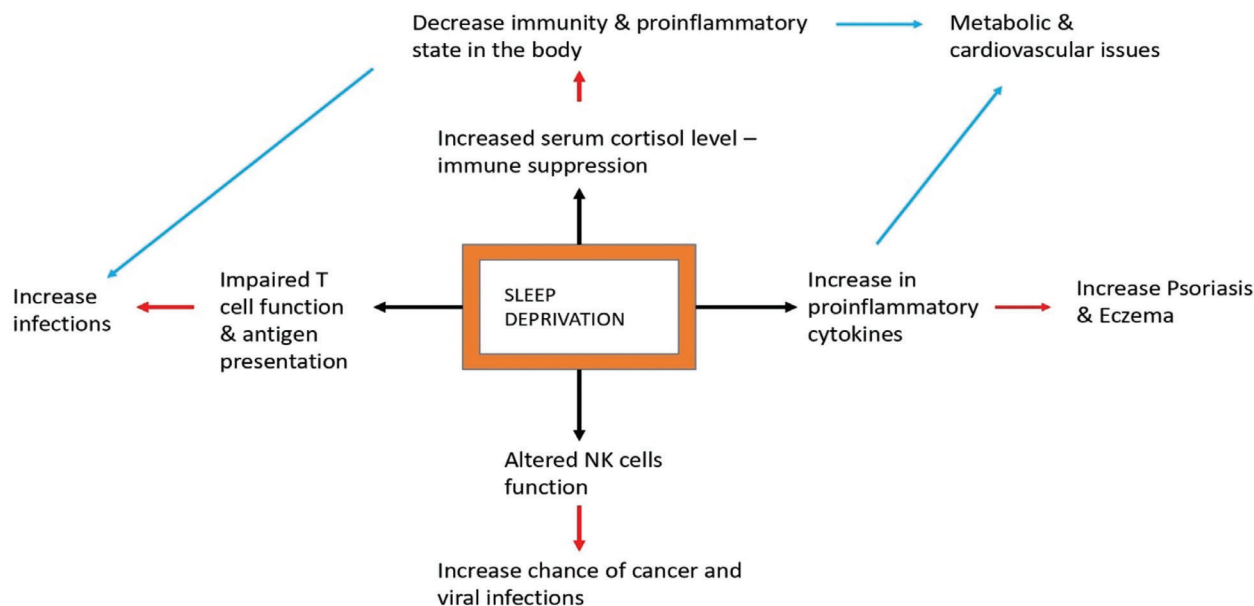 Decrease immunity & proinflammatory
state in the body
Metabolic &
cardiovascular issues
Increased serum cortisol level –
immune suppression
Increase
infections
Impaired T
cell function
& antigen
presentation
SLEEP
DEPRIVATION
Increase in
proinflammatory
cytokines
Increase Psoriasis
& Eczema
Altered NK cells
function
Increase chance of cancer and
viral infections